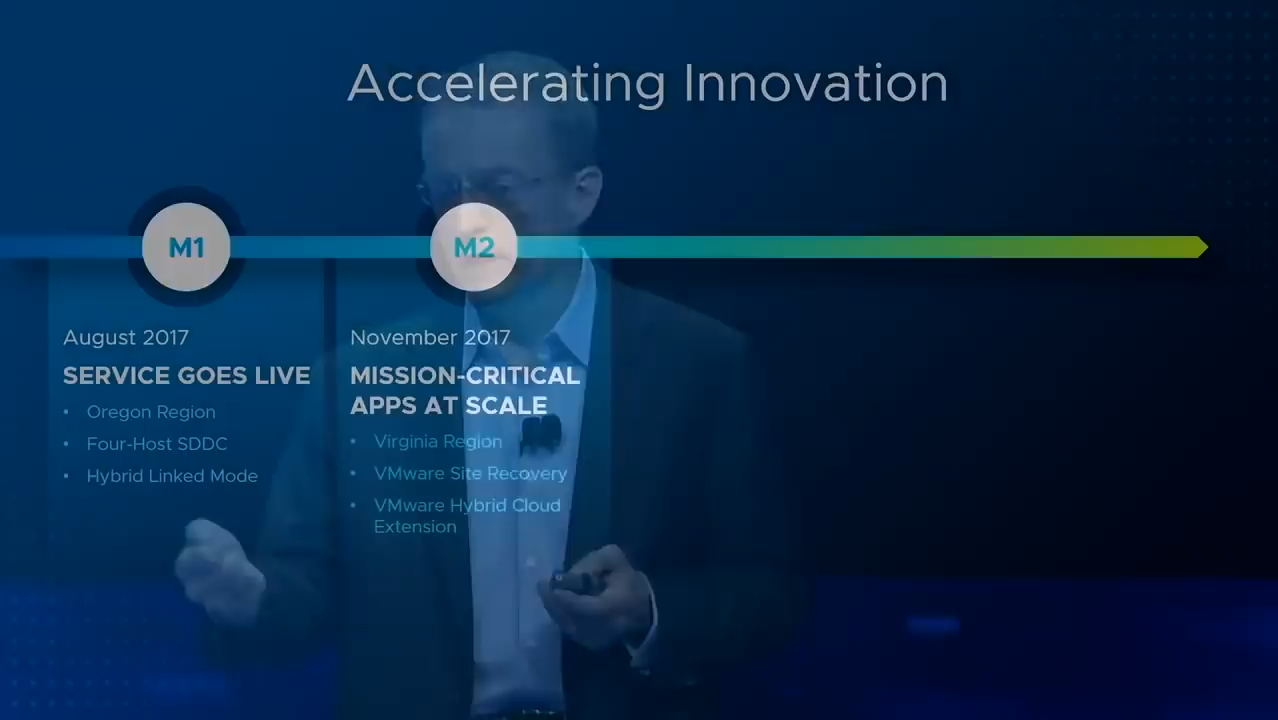 Accelerating Innovation
M1
M2
August 2017
SERVICE GOES LIVE
• Oregon Region
• Four-Host SDDC
• Hybrid Linked Mode
November 2017
MISSION-CRITICAL
APPS AT SCALE
• Virginia Region
• VMware Site Recovery
• VMware Hybrid Cloud
Extension